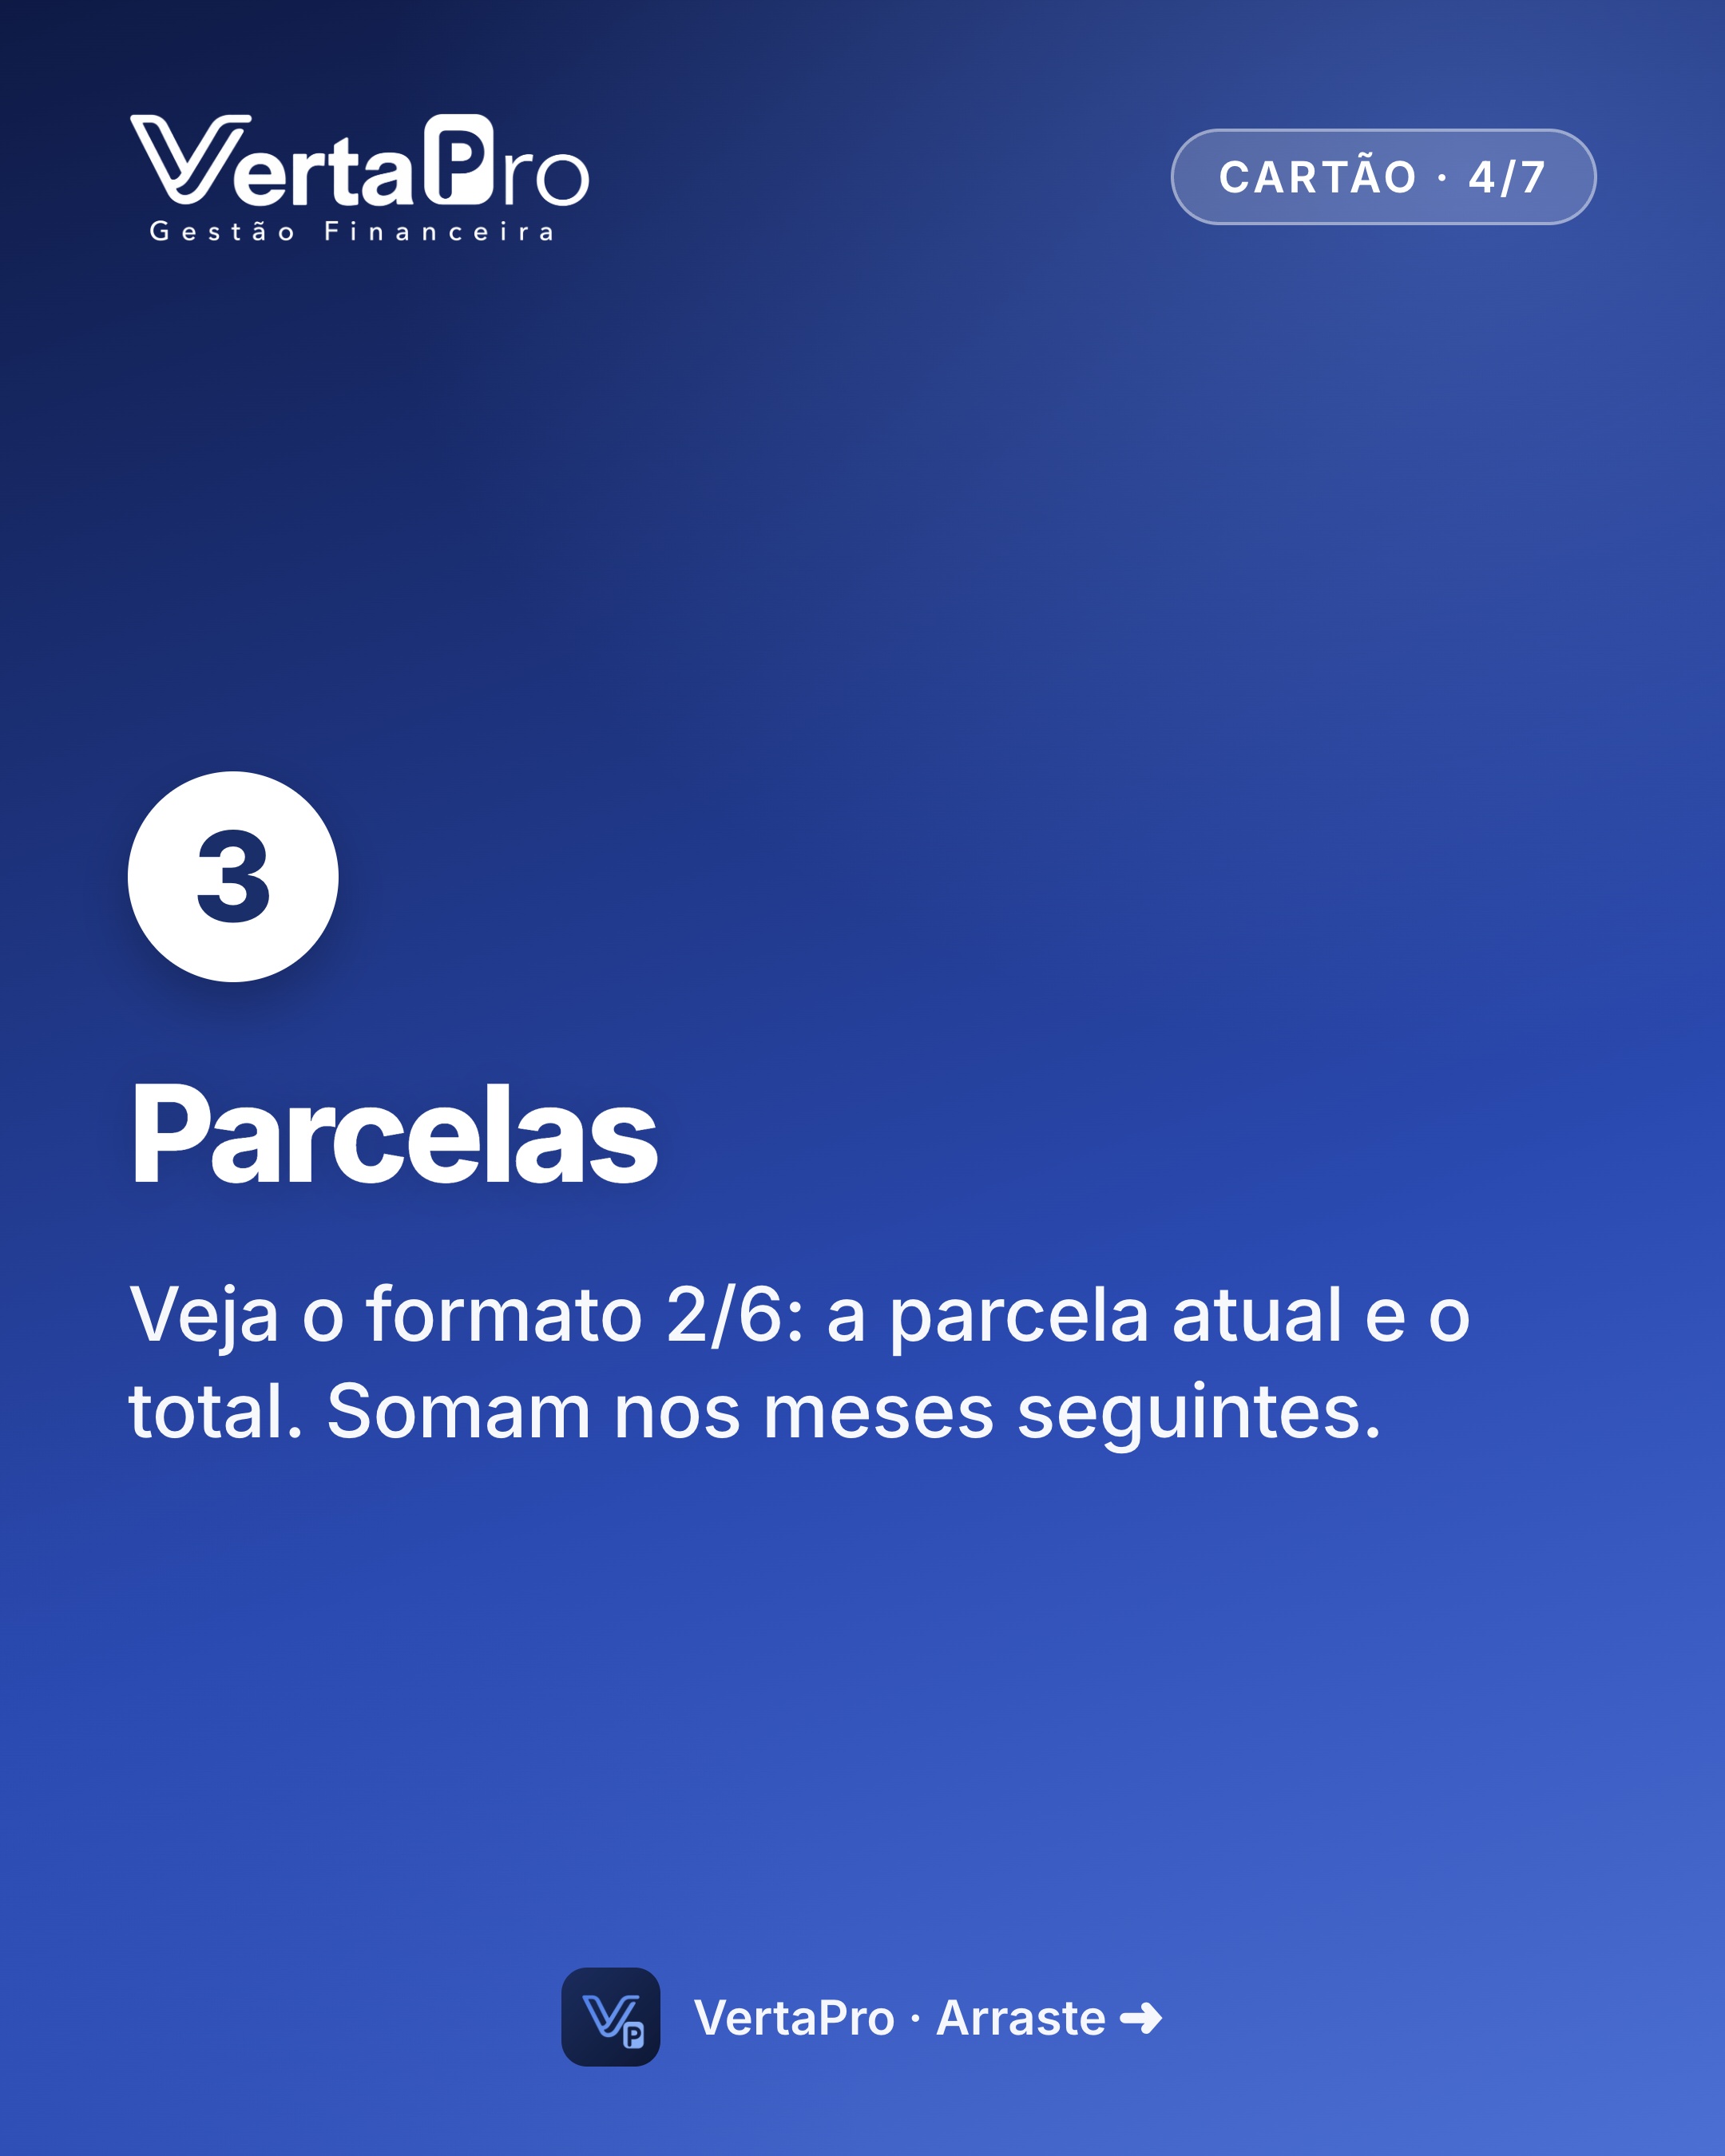 VertaPro
Gestão Financeira
CARTÃO · 4/7
3
Parcelas
Veja o formato 2/6: a parcela atual e o
total. Somam nos meses seguintes.
VP
VertaPro · Arraste ➜